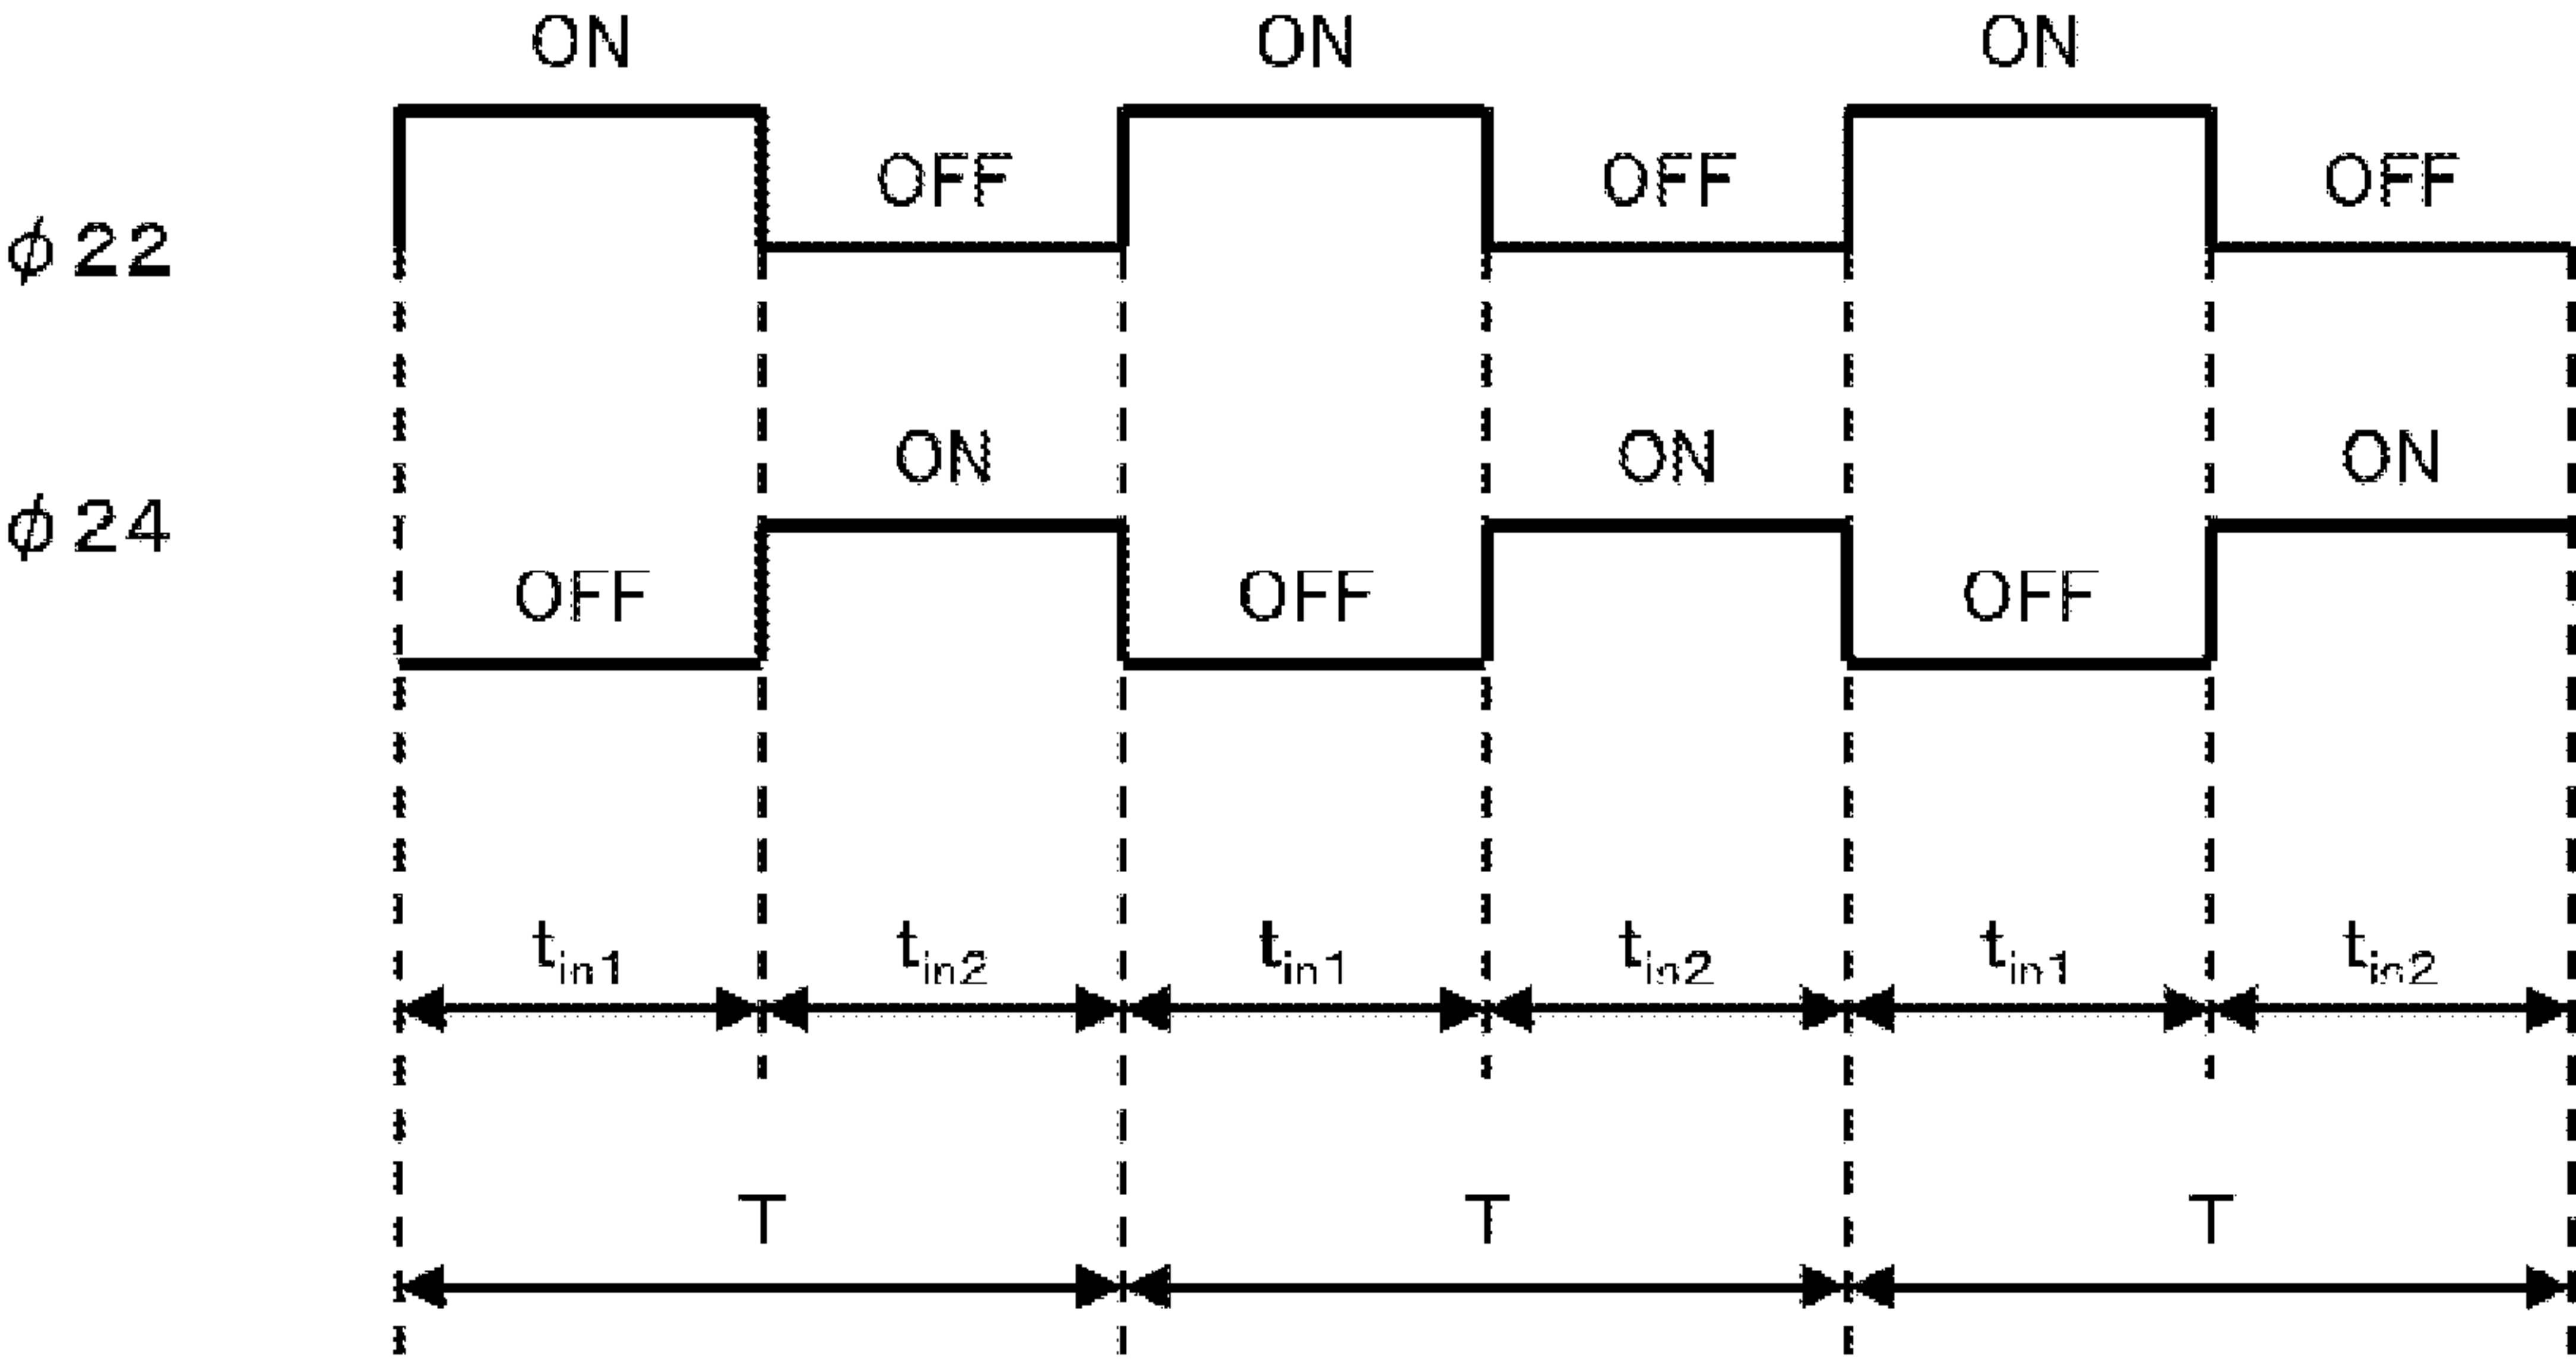 ON ON ON
OFF OFF OFF
ϕ22
ON ON ON
ϕ24
OFF OFF OFF
tin1 tin2 tin1 tin2 tin1 tin2
T T T